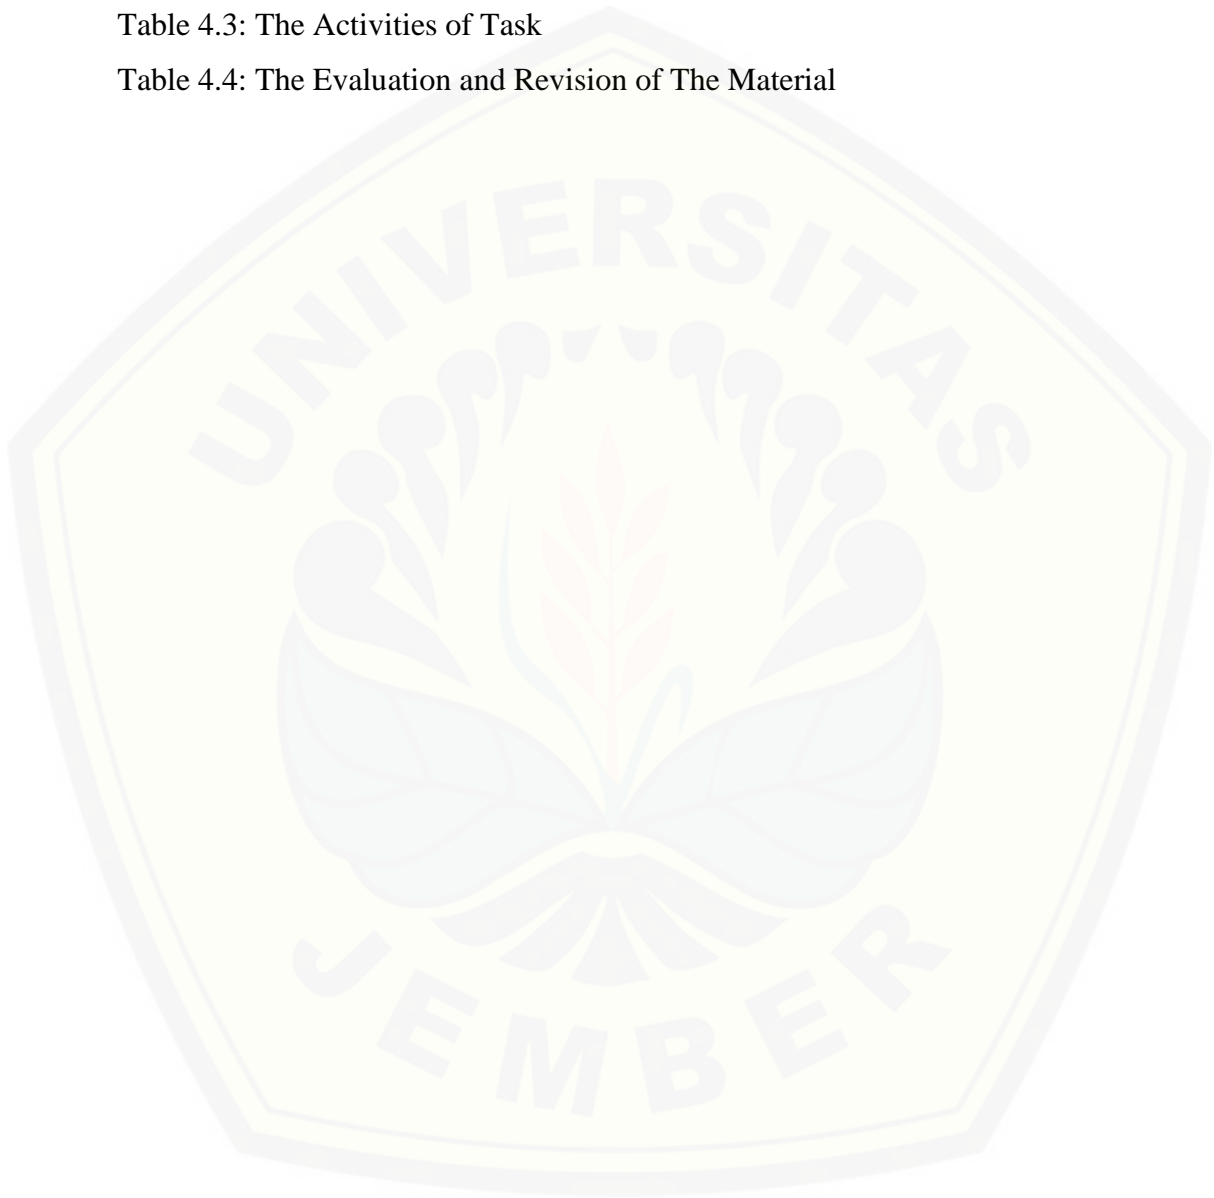 Table 4.3: The Activities of Task
Table 4.4: The Evaluation and Revision of The Material
UNIVERSITAS
JEMBER